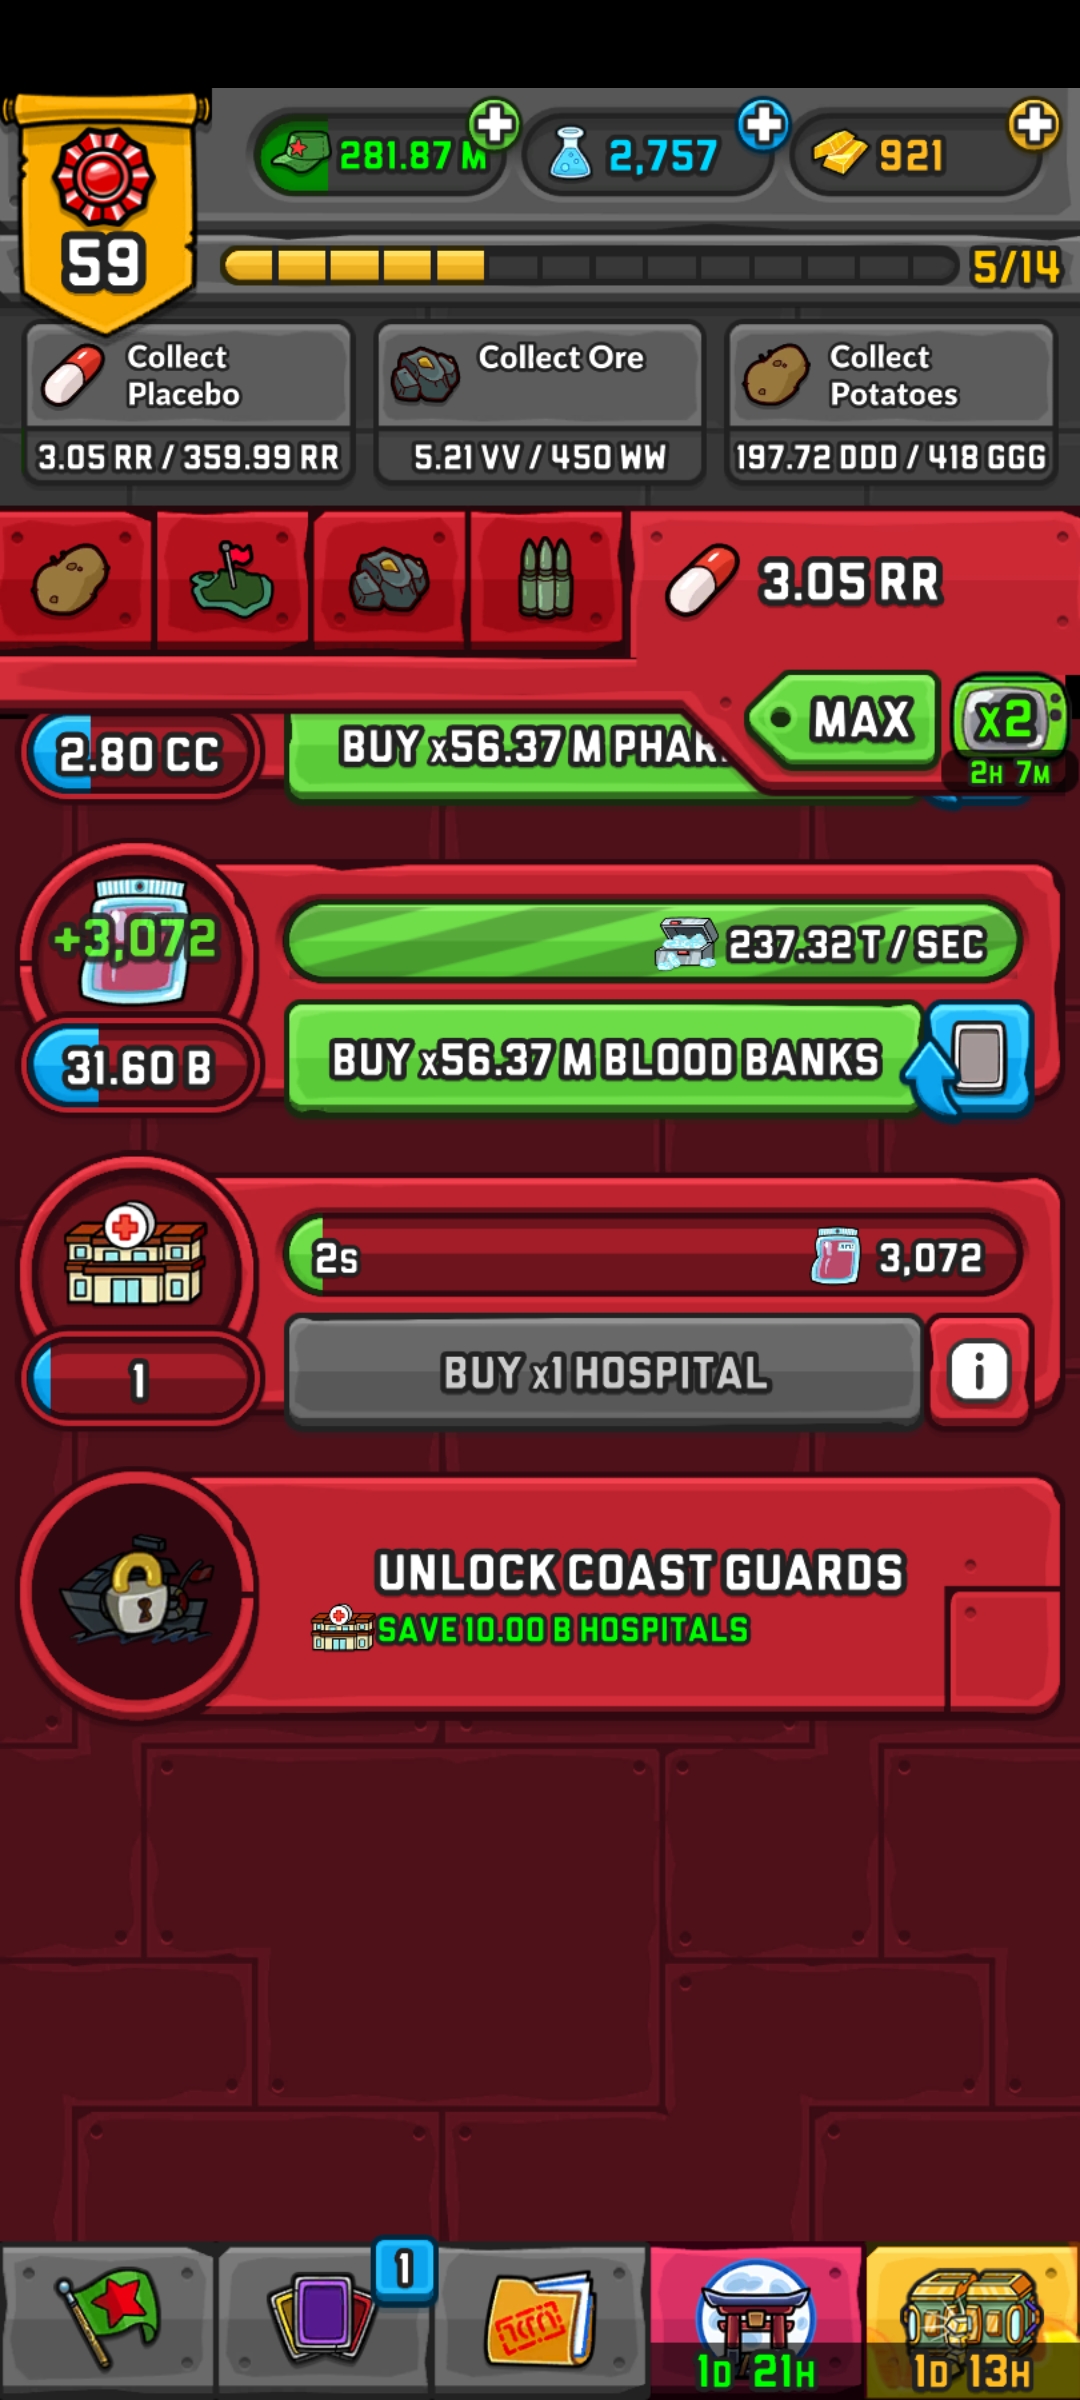 281.87 M
2,757
921
59
5/14
Collect
Placebo
3.05 RR / 359.99 RR
Collect Ore
5.21 VV / 450 WW
Collect
Potatoes
197.72 DDD / 418 GGG
3.05 RR
MAX
x2
2H 7M
2.80 CC
BUY x56.37 M PHAR
+3,072
237.32 T / SEC
31.60 B
BUY x56.37 M BLOOD BANKS
2s
3,072
1
BUY x1 HOSPITAL
i
UNLOCK COAST GUARDS
SAVE 10.00 B HOSPITALS
1
1D 21H
1D 13H